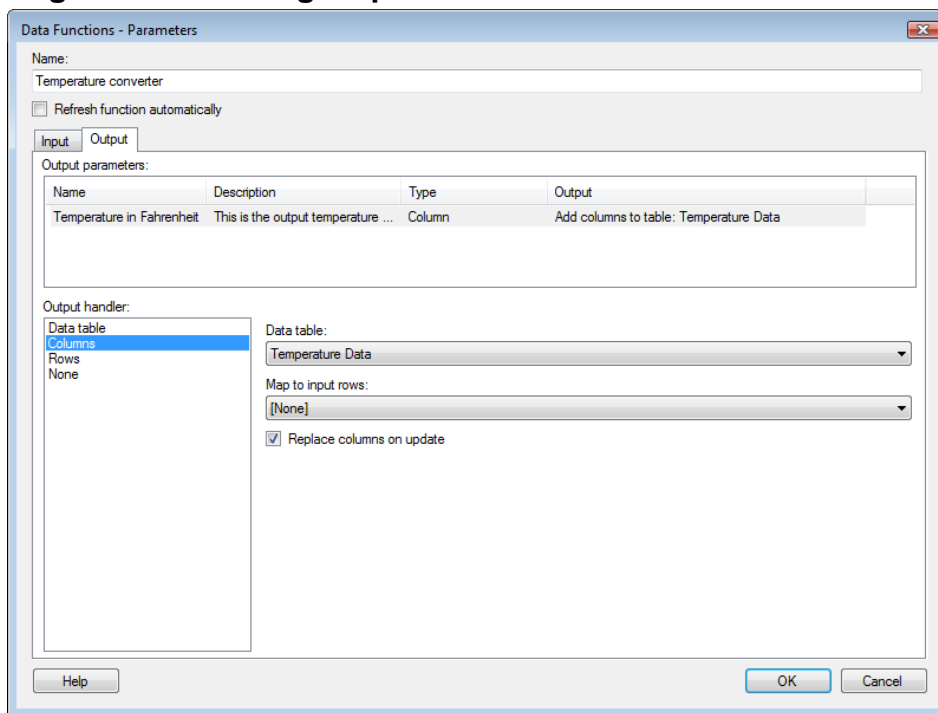 Data Functions - Parameters
Name:
Temperature converter
Refresh function automatically
Input Output
Output parameters:
Name Description Type Output
Temperature in Fahrenheit This is the output temperature ... Column Add columns to table: Temperature Data
Output handler:
Data table
Columns
Rows
None
Data table:
Temperature Data
Map to input rows:
[None]
Replace columns on update
Help OK Cancel